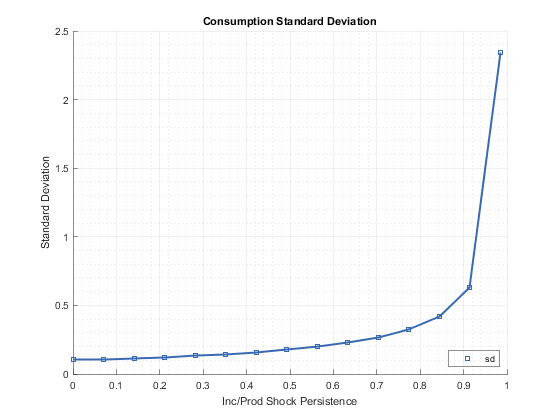 Consumption Standard Deviation
2.5
2
1.5
1
0.5
0
Standard Deviation
0 0.1 0.2 0.3 0.4 0.5 0.6 0.7 0.8 0.9 1
Inc/Prod Shock Persistence
sd